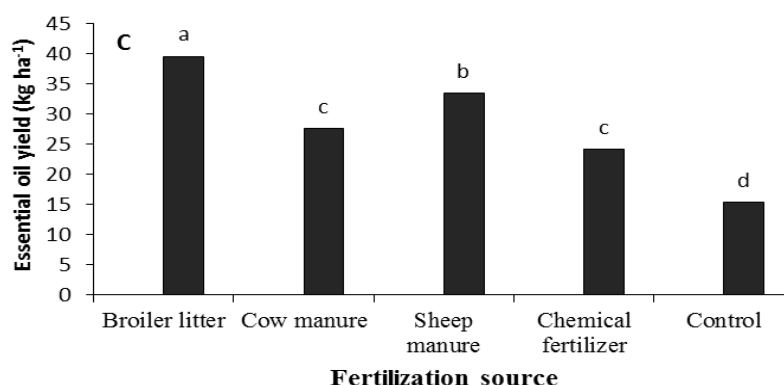 Essential oil yield (kg ha-1)
45
40
35
30
25
20
15
10
5
0
C
a
c
b
c
d
Broiler litter
Cow manure
Sheep
manure
Chemical
fertilizer
Control
Fertilization source